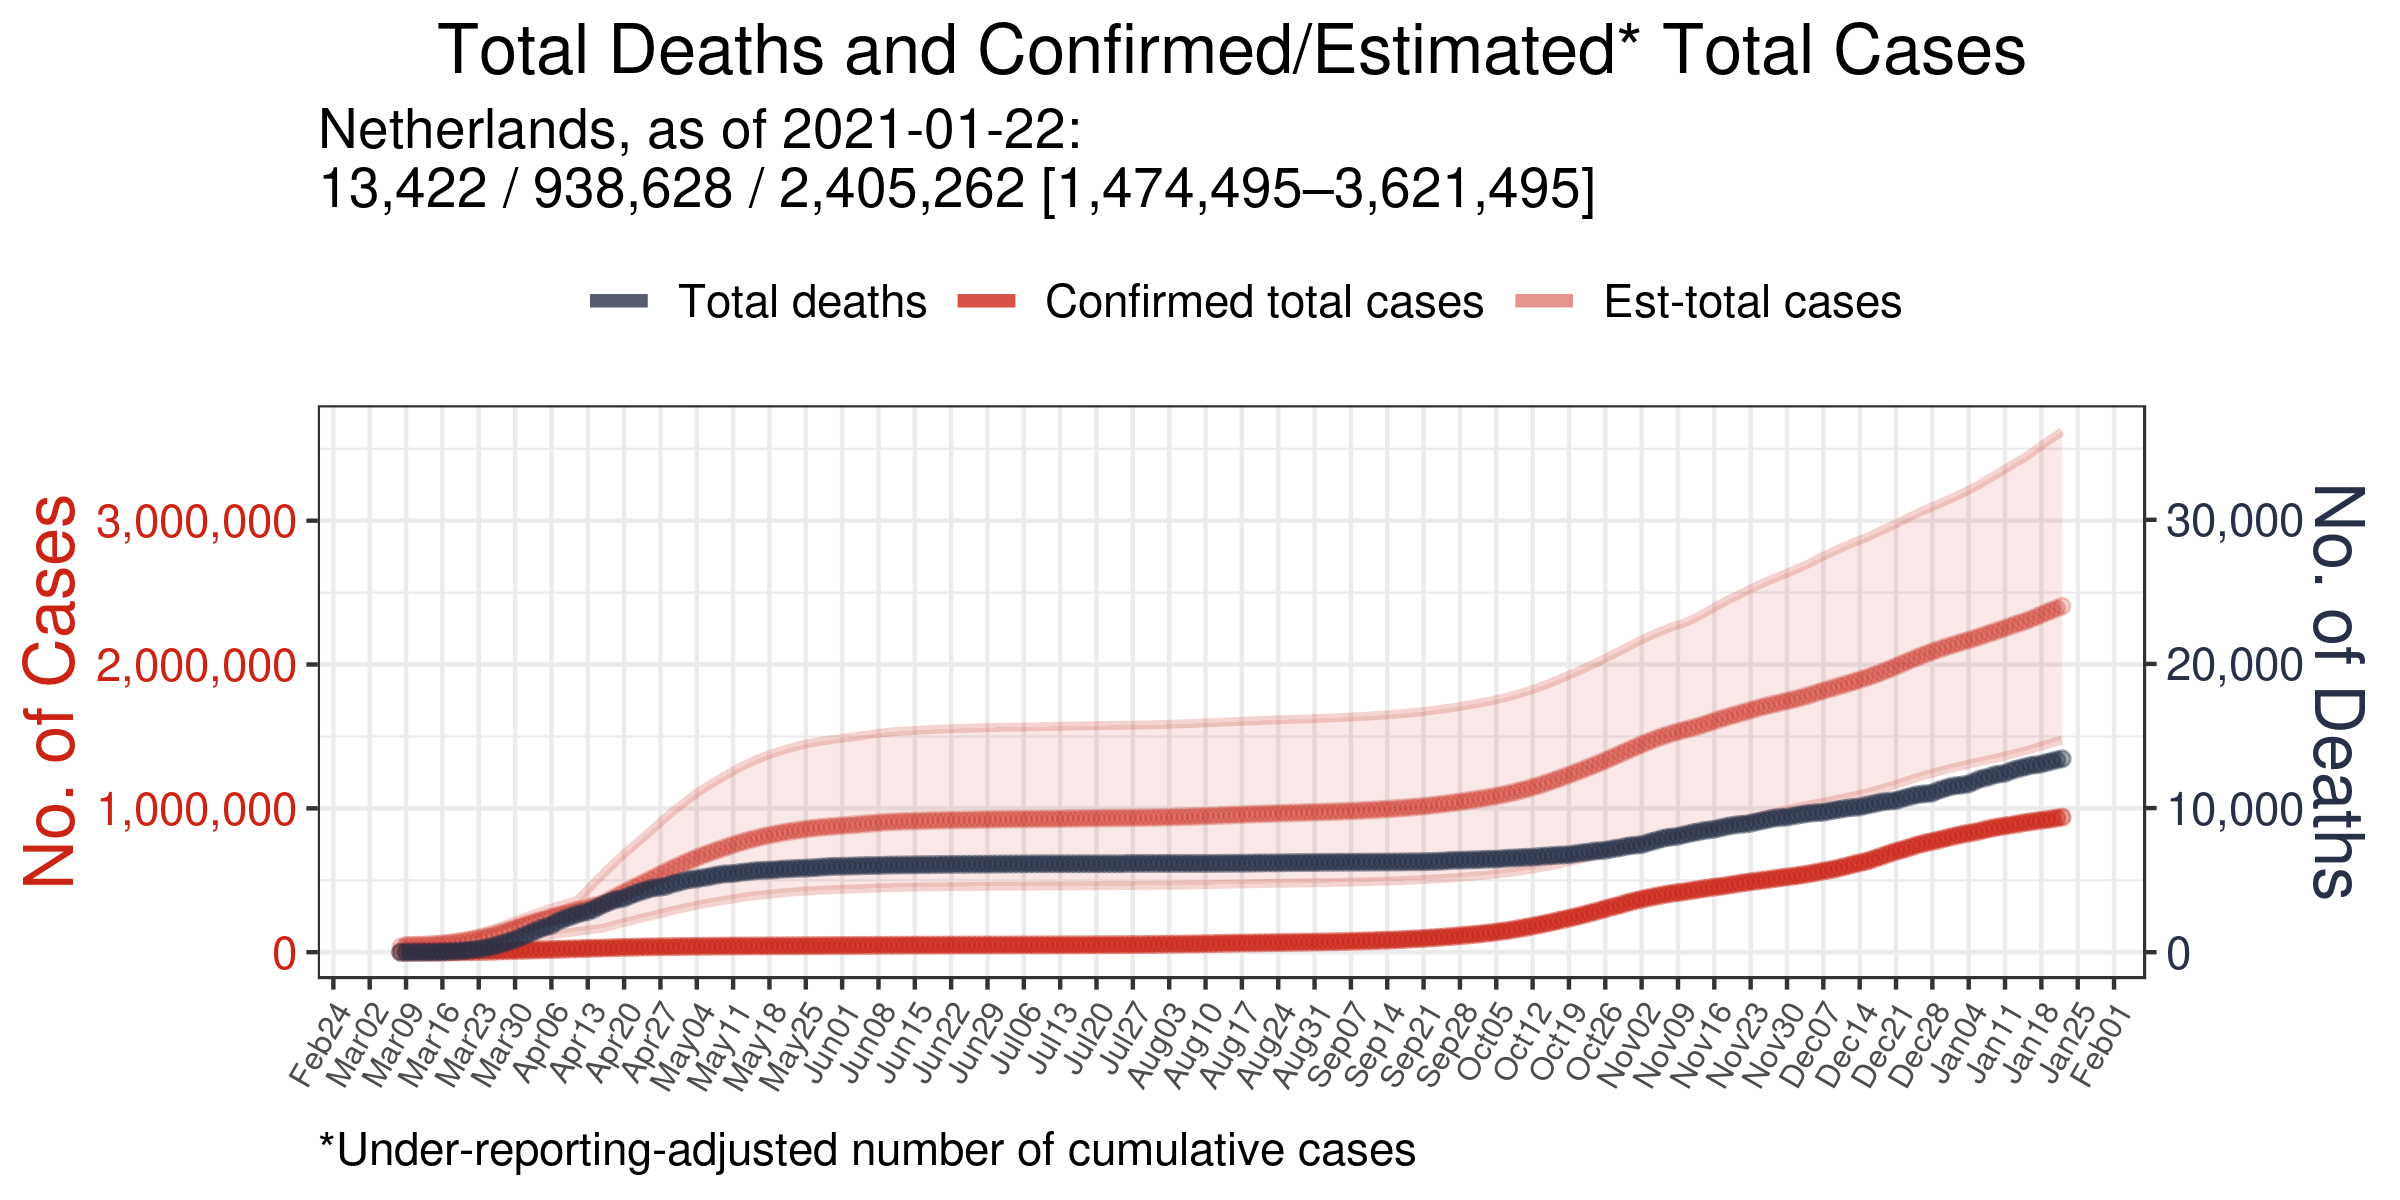 Total Deaths and Confirmed/Estimated* Total Cases
Netherlands, as of 2021-01-22:
13,422 / 938,628 / 2,405,262 [1,474,495–3,621,495]
Total deaths
Confirmed total cases
Est-total cases
No. of Cases
3,000,000
2,000,000
1,000,000
0
30,000
20,000
10,000
0
No. of Deaths
Feb24
Mar02
Mar09
Mar16
Mar23
Mar30
Apr06
Apr13
Apr20
Apr27
May04
May11
May18
May25
Jun01
Jun08
Jun15
Jun22
Jun29
Jul06
Jul13
Jul20
Jul27
Aug03
Aug10
Aug17
Aug24
Aug31
Sep07
Sep14
Sep21
Sep28
Oct05
Oct12
Oct19
Oct26
Nov02
Nov09
Nov16
Nov23
Nov30
Dec07
Dec14
Dec21
Dec28
Jan04
Jan11
Jan18
Jan25
Feb01
*Under-reporting-adjusted number of cumulative cases